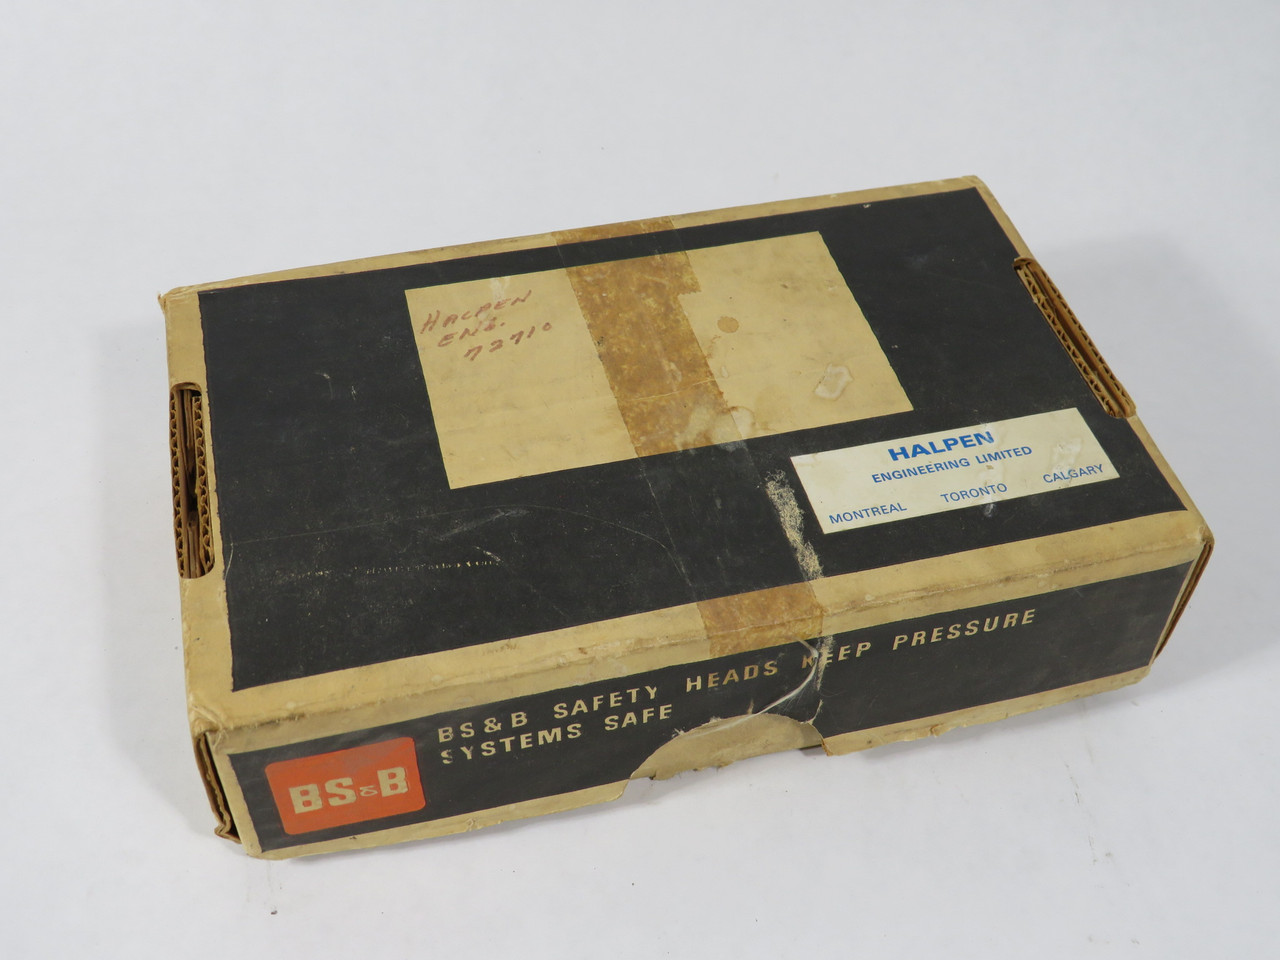 HALPEN
ENG.
72710
HALPEN
ENGINEERING LIMITED
MONTREAL TORONTO CALGARY
BS&B SAFETY HEADS KEEP PRESSURE
SYSTEMS SAFE
BS&B